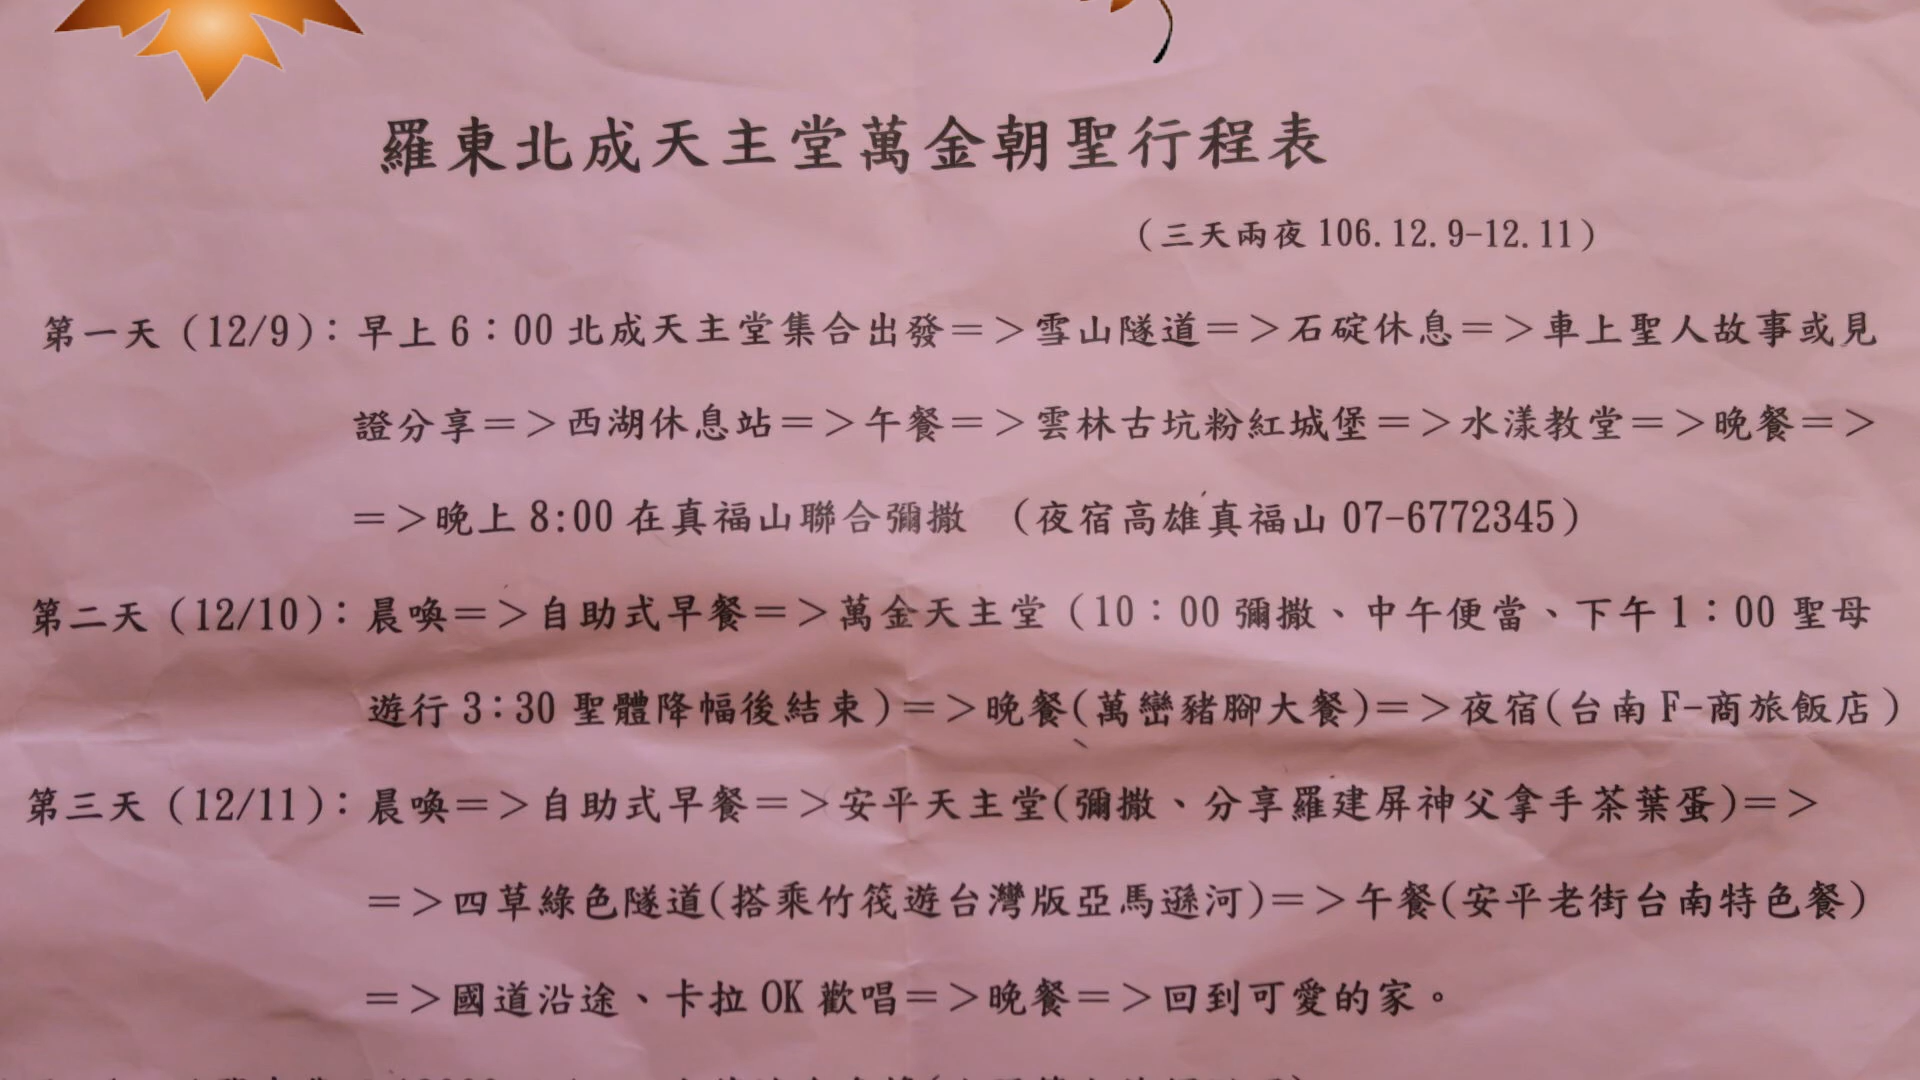 羅東北成天主堂萬金朝聖行程表
(三天兩夜 106.12.9-12.11)
第一天 (12/9): 早上 6:00 北成天主堂集合出發=>雪山隧道=>石碇休息=>車上聖人故事或見
證分享=>西湖休息站=>午餐=>雲林古坑粉紅城堡=>水漾教堂=>晚餐=>
=>晚上 8:00 在真福山聯合彌撒 (夜宿高雄真福山 07-6772345)
第二天 (12/10): 晨喚=>自助式早餐=>萬金天主堂 (10:00 彌撒、中午便當、下午 1:00 聖母
遊行 3:30 聖體降幅後結束)=>晚餐(萬巒豬腳大餐)=>夜宿(台南 F-商旅飯店)
第三天 (12/11): 晨喚=>自助式早餐=>安平天主堂(彌撒、分享羅建屏神父拿手茶葉蛋)=>
=>四草綠色隧道(搭乘竹筏遊台灣版亞馬遜河)=>午餐(安平老街台南特色餐)
=>國道沿途、卡拉 OK 歡唱=>晚餐=>回到可愛的家。